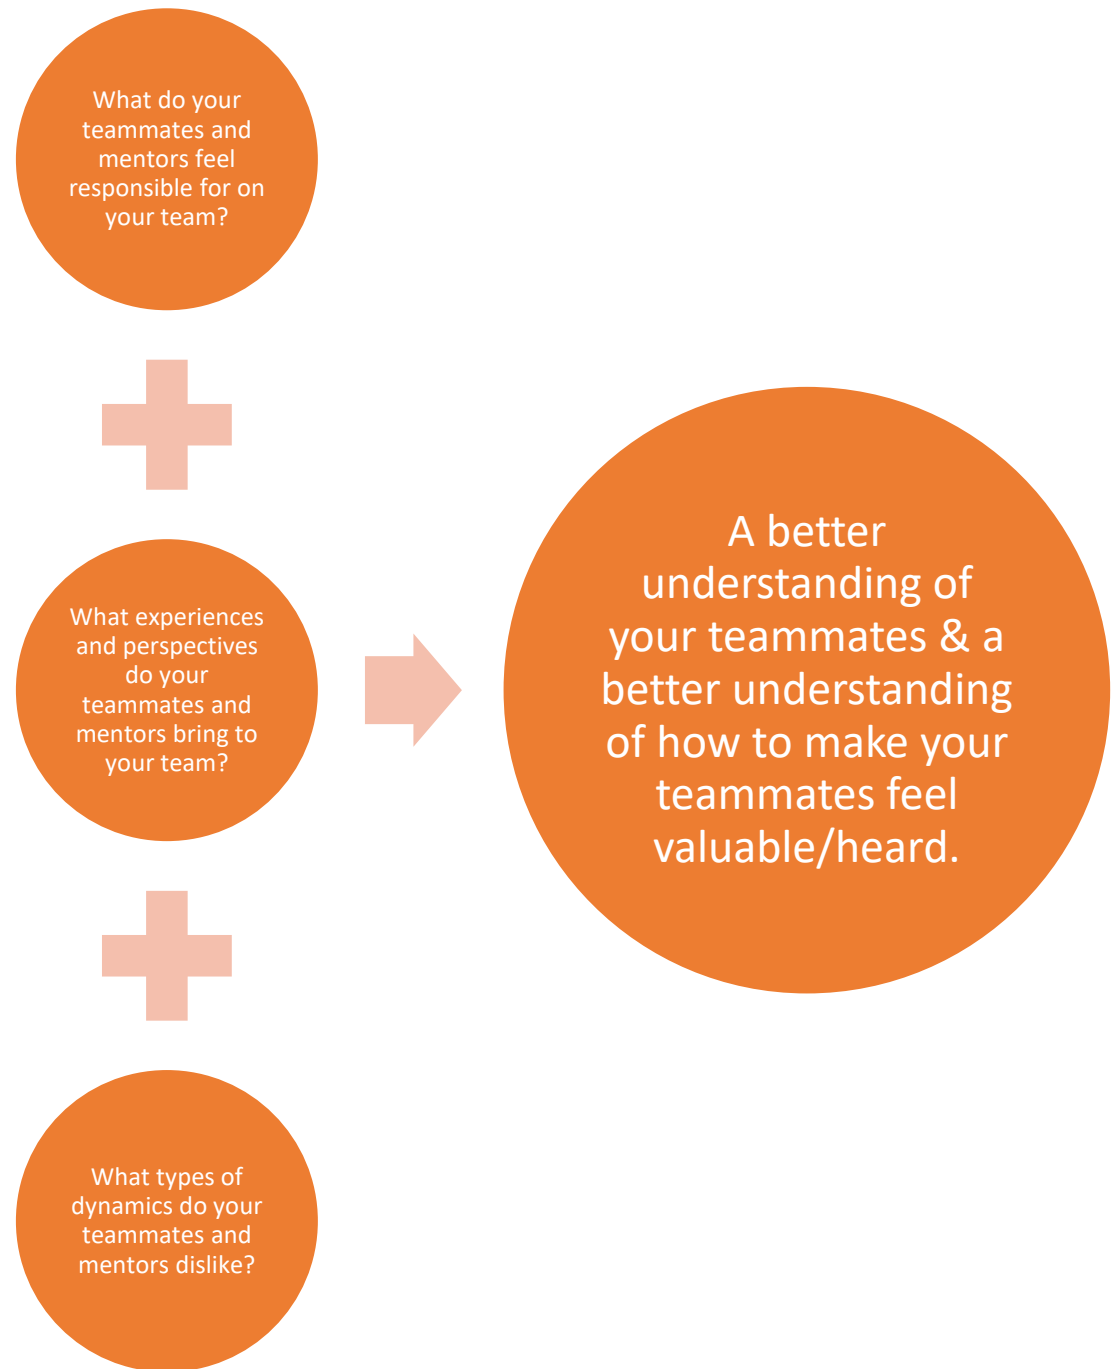 What do your
teammates and
mentors feel
responsible for on
your team?
What experiences
and perspectives
do your
teammates and
mentors bring to
your team?
What types of
dynamics do your
teammates and
mentors dislike?
A better
understanding of
your teammates & a
better understanding
of how to make your
teammates feel
valuable/heard.